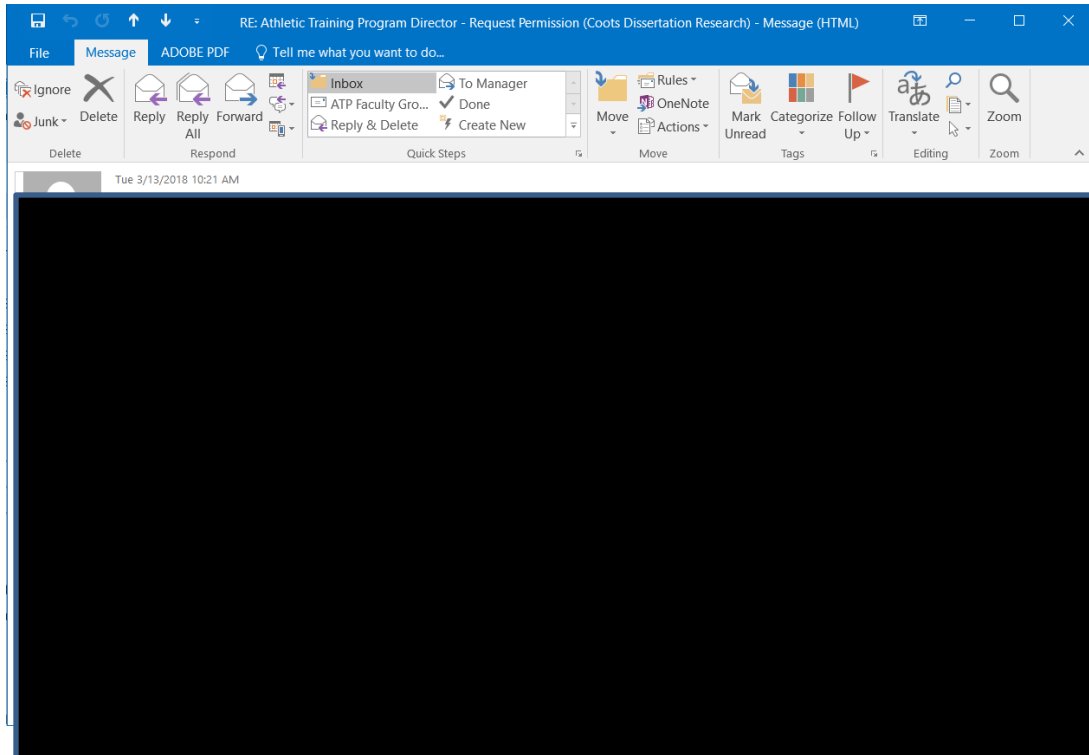 RE: Athletic Training Program Director - Request Permission (Coots Dissertation Research) - Message (HTML)
File Message ADOBE PDF Tell me what you want to do...
Ignore
Junk
Delete
Reply
Reply All
Forward
Inbox
ATP Faculty Gro...
Reply & Delete
To Manager
Done
Create New
Move
Rules
OneNote
Actions
Mark Unread
Categorize
Follow Up
Translate
Zoom
Delete Respond Quick Steps Move Tags Editing Zoom
Tue 3/13/2018 10:21 AM